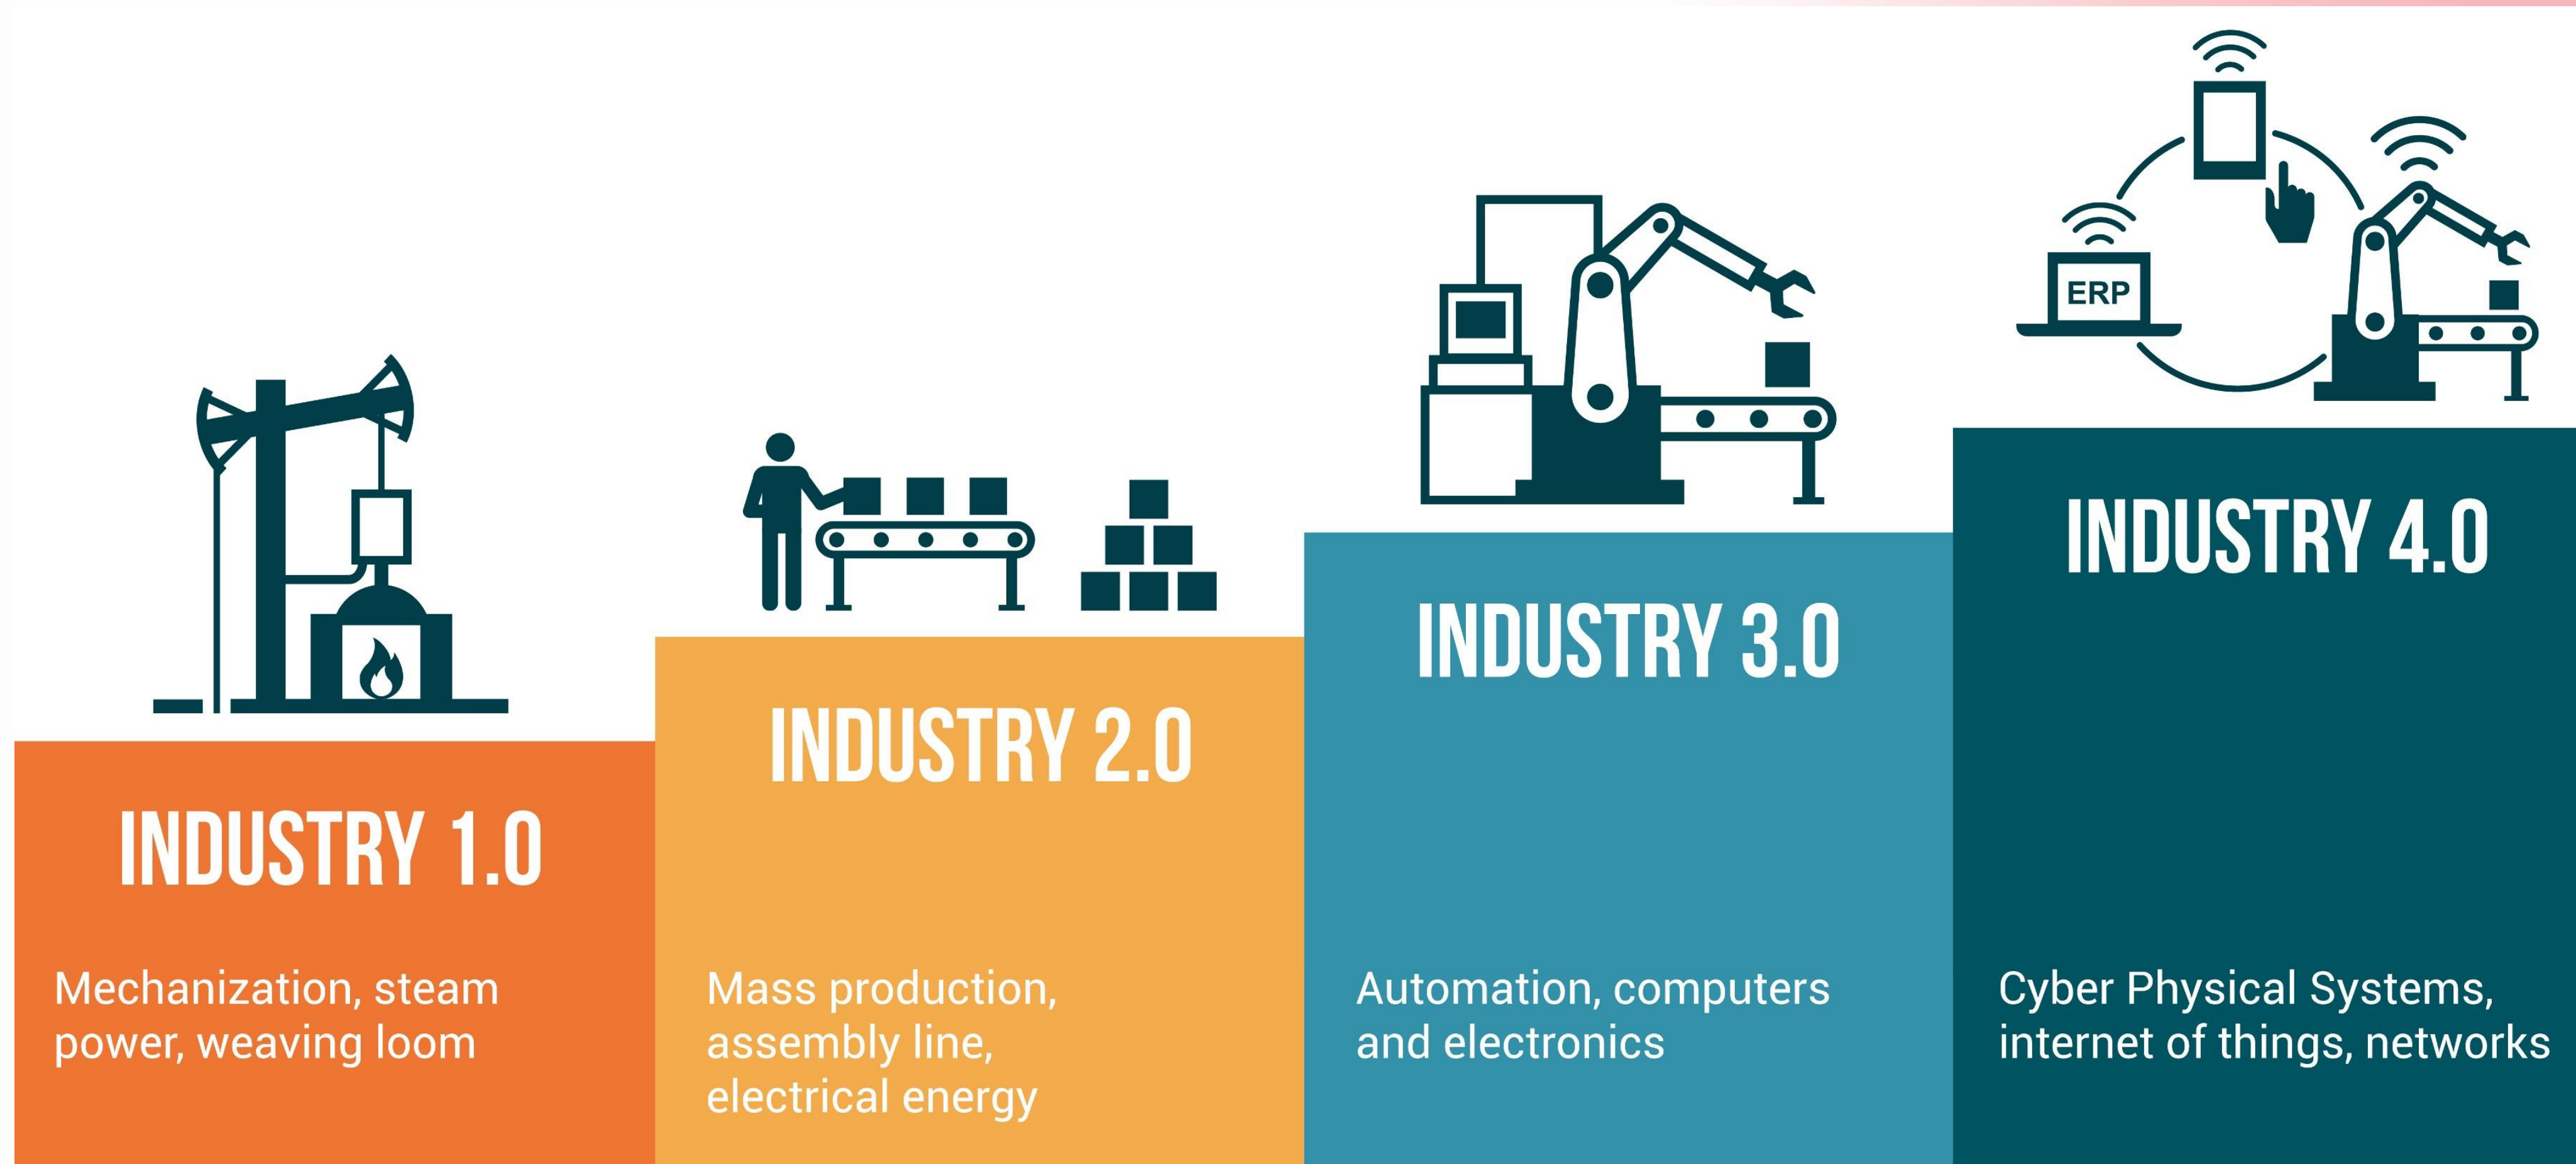 INDUSTRY 1.0
Mechanization, steam
power, weaving loom
INDUSTRY 2.0
Mass production,
assembly line,
electrical energy
INDUSTRY 3.0
Automation, computers
and electronics
ERP
INDUSTRY 4.0
Cyber Physical Systems,
internet of things, networks